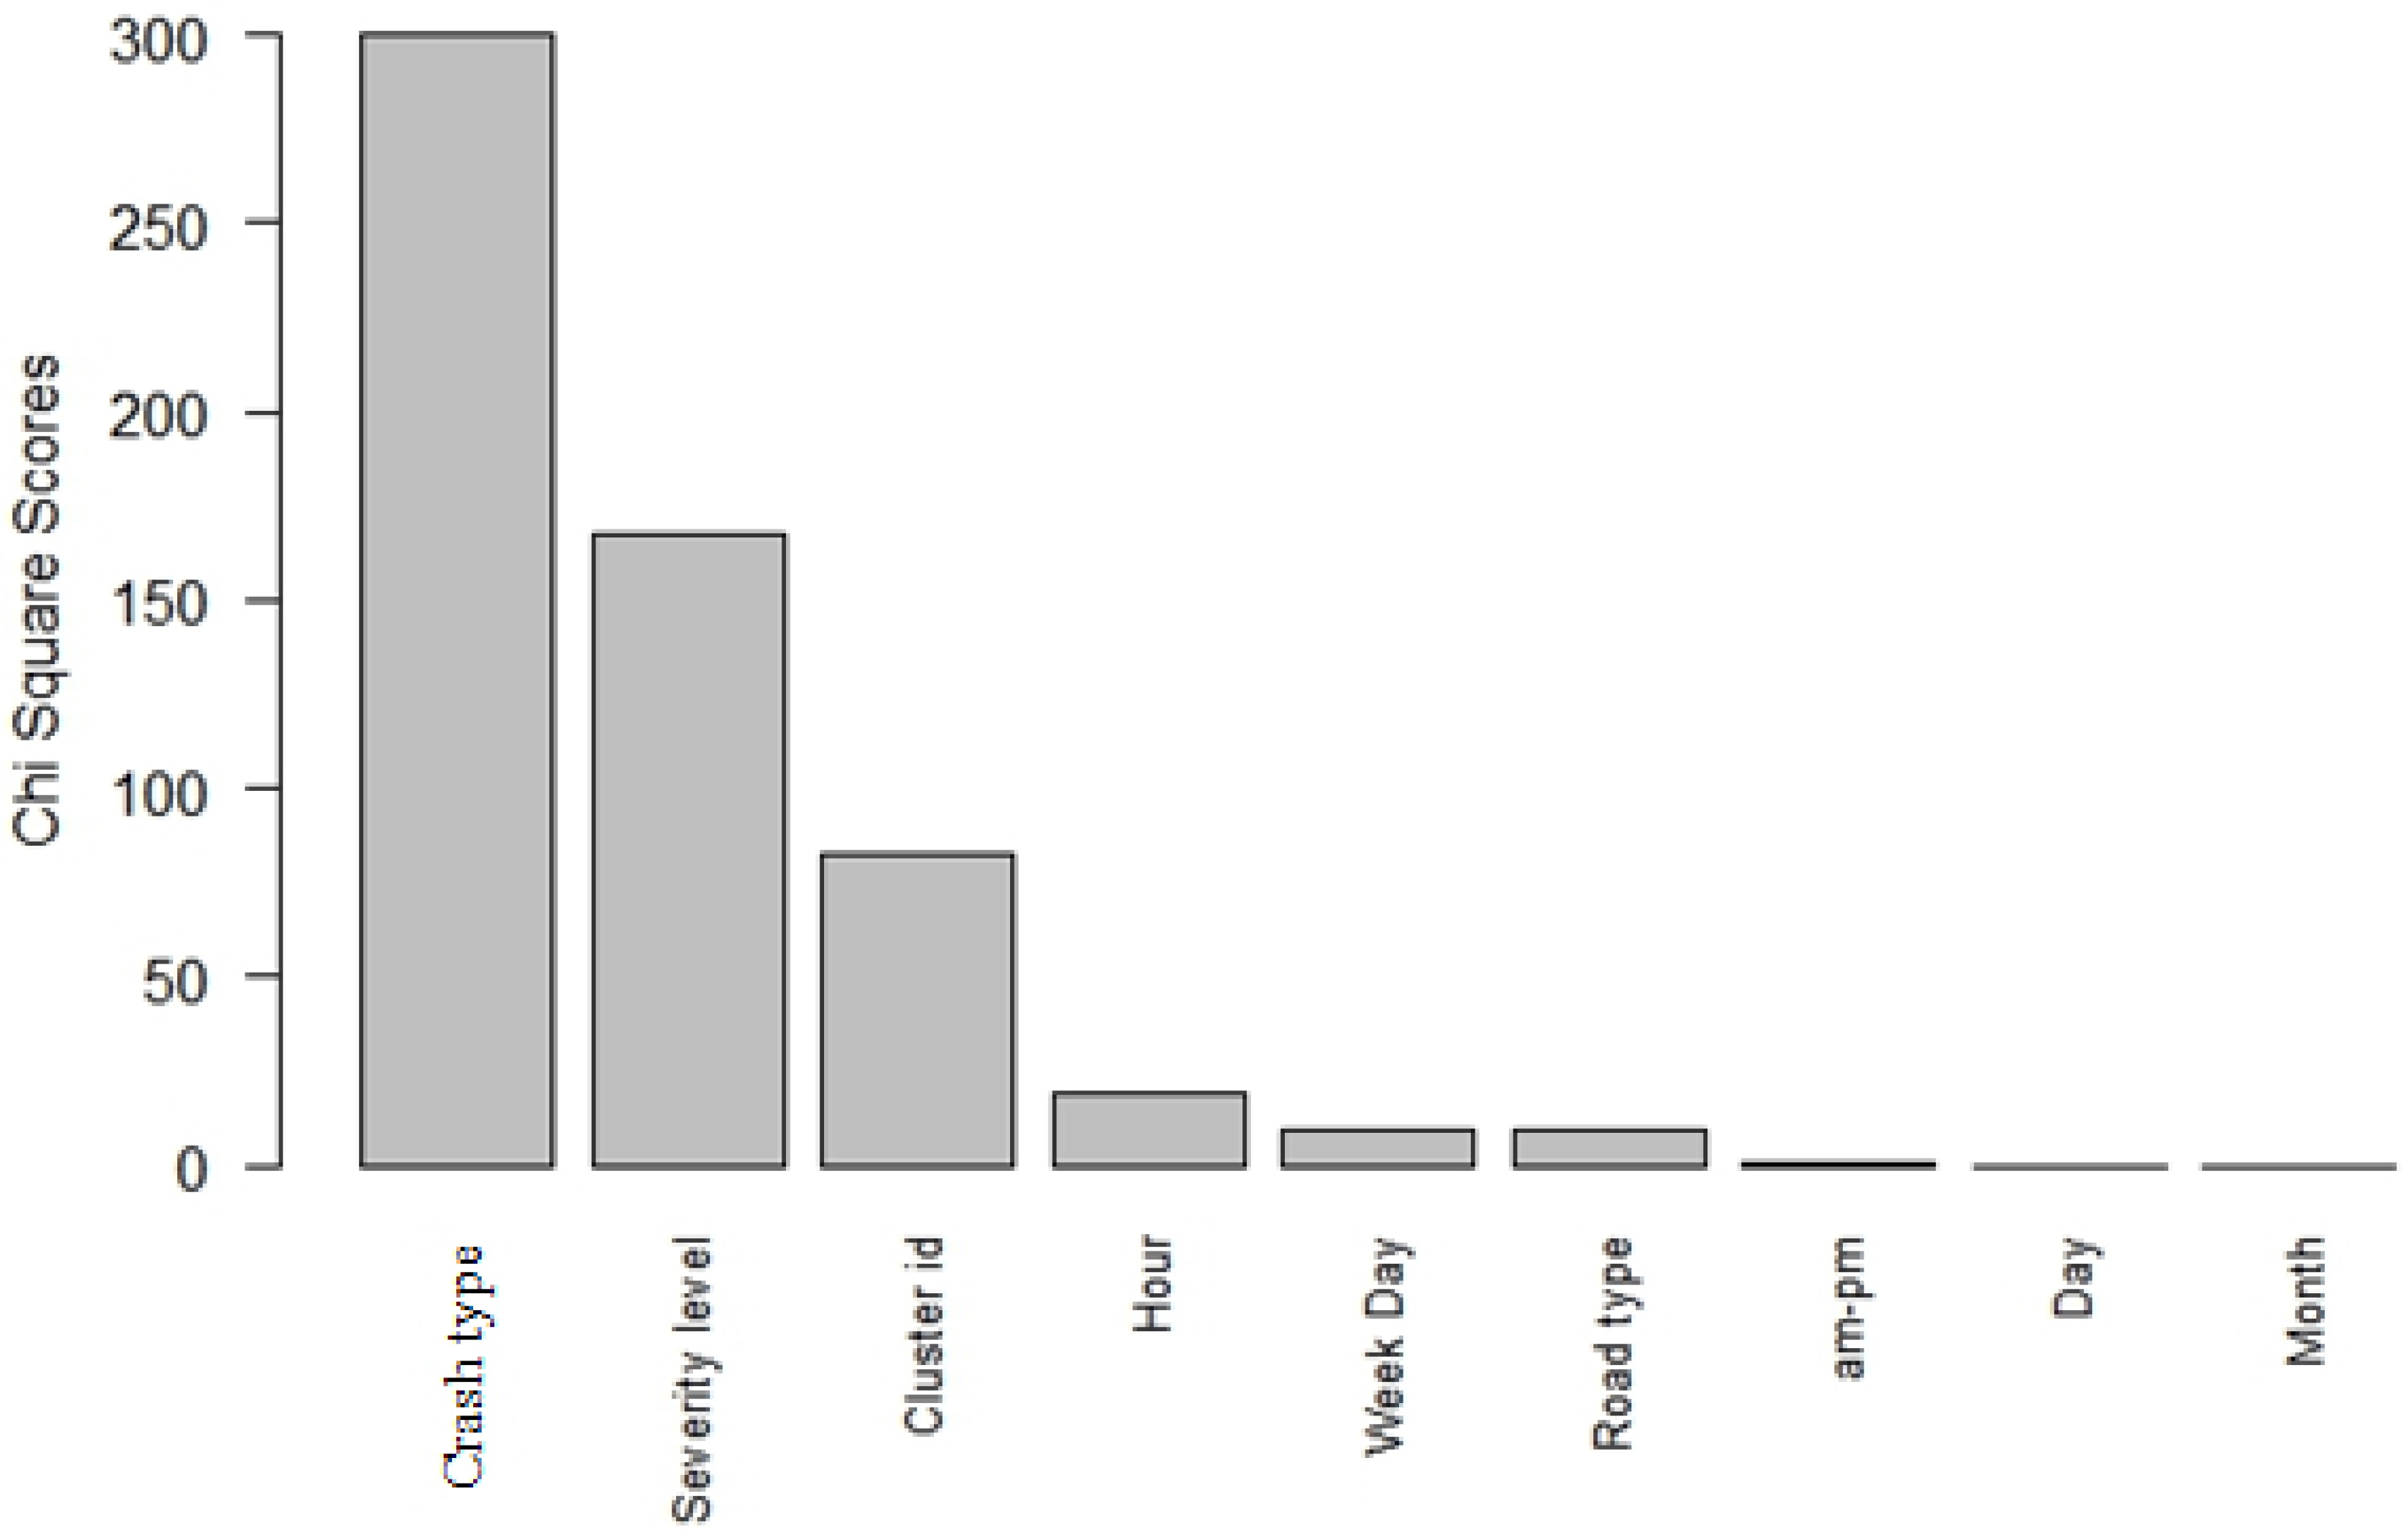 Chi Square Scores
300
250
200
150
100
50
0
Crash type
Severity level
Cluster id
Hour
Week Day
Road type
am-pm
Day
Month